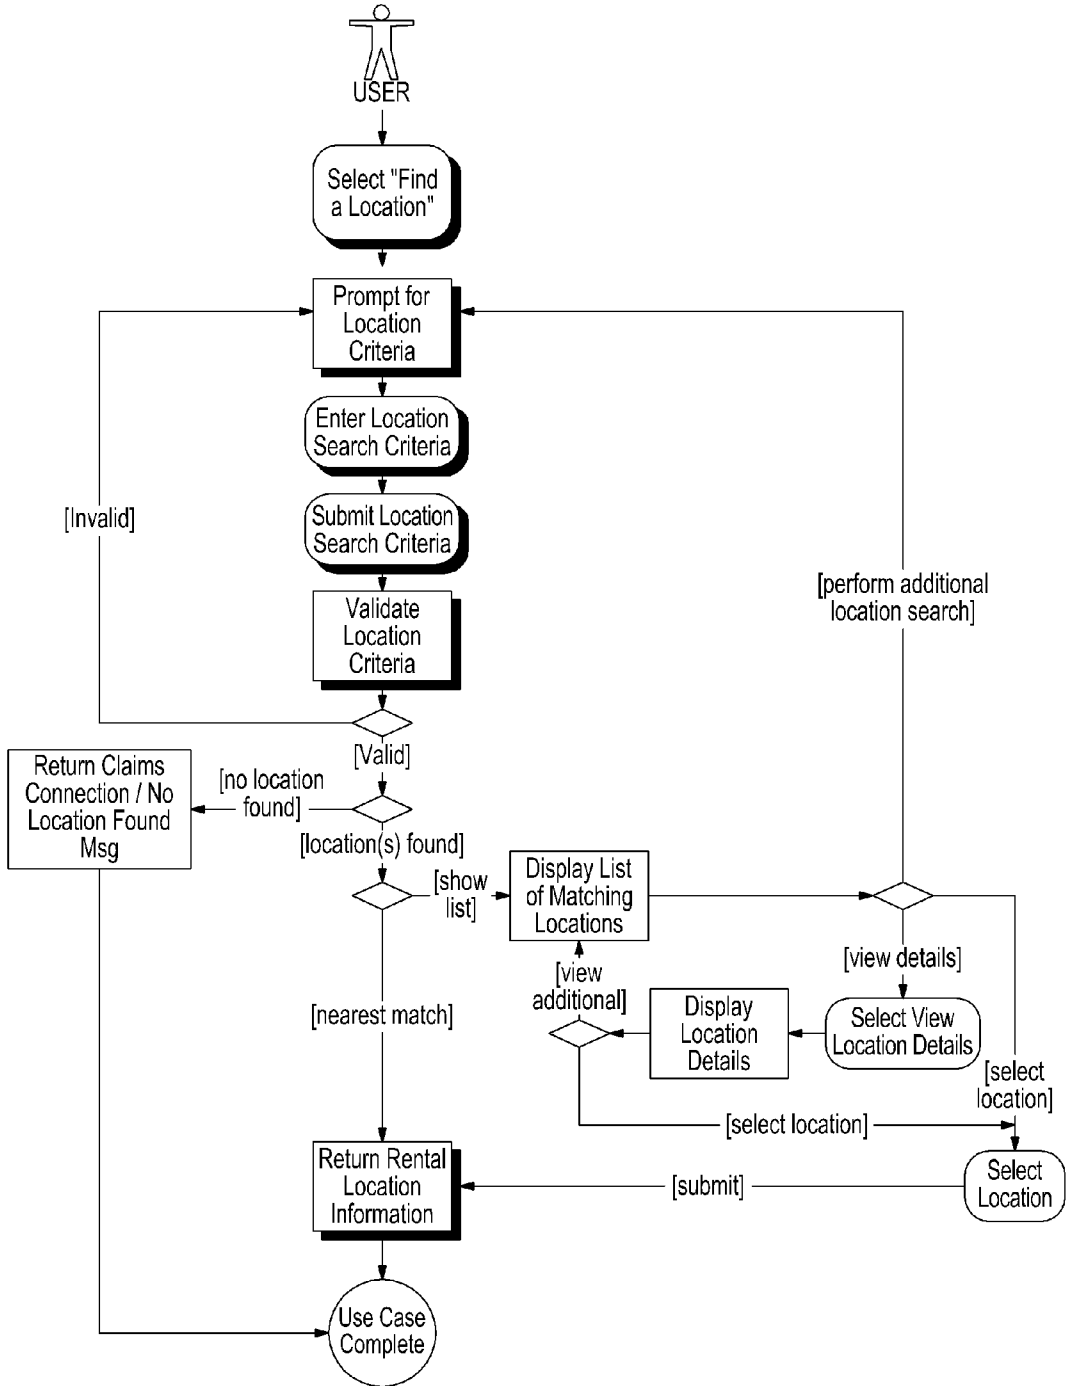 USER
Select "Find
a Location"
Prompt for
Location
Criteria
Enter Location
Search Criteria
[Invalid]
Submit Location
Search Criteria
[perform additional
location search]
Validate
Location
Criteria
[Valid]
Return Claims
Connection / No
Location Found
Msg
[no location
found]
[location(s) found]
[show
list]
Display List
of Matching
Locations
[view details]
[view
additional]
[nearest match]
Display
Location
Details
Select View
Location Details
[select
location]
[select location]
Return Rental
Location
Information
[submit]
Select
Location
Use Case
Complete